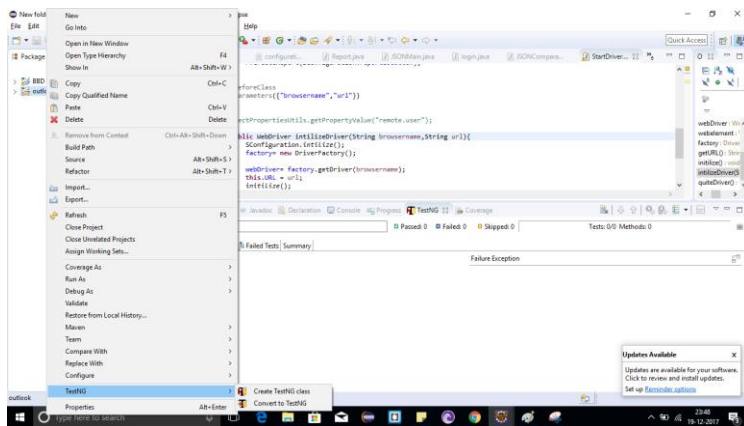 New fold
pse
File Edit
Help
Quick Access
Package
configurati...
Report.java
JSONMain.java
login.java
JSONCompara...
StartDriver...
BBD
outlo
New
Go Into
Open in New Window
Open Type Hierarchy F4
Show In Alt+Shift+W
Copy Ctrl+C
Copy Qualified Name
Paste Ctrl+V
Delete Delete
Remove from Context Ctrl+Alt+Shift+Down
Build Path
Source Alt+Shift+S
Refactor Alt+Shift+T
Import...
Export...
Refresh F5
Close Project
Close Unrelated Projects
Assign Working Sets...
Coverage As
Run As
Debug As
Validate
Restore from Local History...
Maven
Team
Compare With
Replace With
Configure
TestNG
Properties Alt+Enter
Create TestNG class
Convert to TestNG
eforeClass
arameters({"browsername","url"})
ectPropertiesUtils.getPropertyValue("remote.user");
blic WebDriver intilizeDriver(String browsername,String url){
SConfiguration.intilize();
factory= new DriverFactory();
webDriver= factory.getDriver(browsername);
this.URL = url;
initilize();
webDriver : We
webelement :
factory : Driver
getURL() : Strin
initilize() : void
intilizeDriver(S
quiteDriver() :
Javadoc Declaration Console Progress TestNG Coverage
Passed: 0 Failed: 0 Skipped: 0 Tests: 0/0 Methods: 0
Failed Tests Summary
Failure Exception
Updates Available X
Updates are available for your software.
Click to review and install updates.
Set up Reminder options
outlook
Type here to search
23:48
19-12-2017